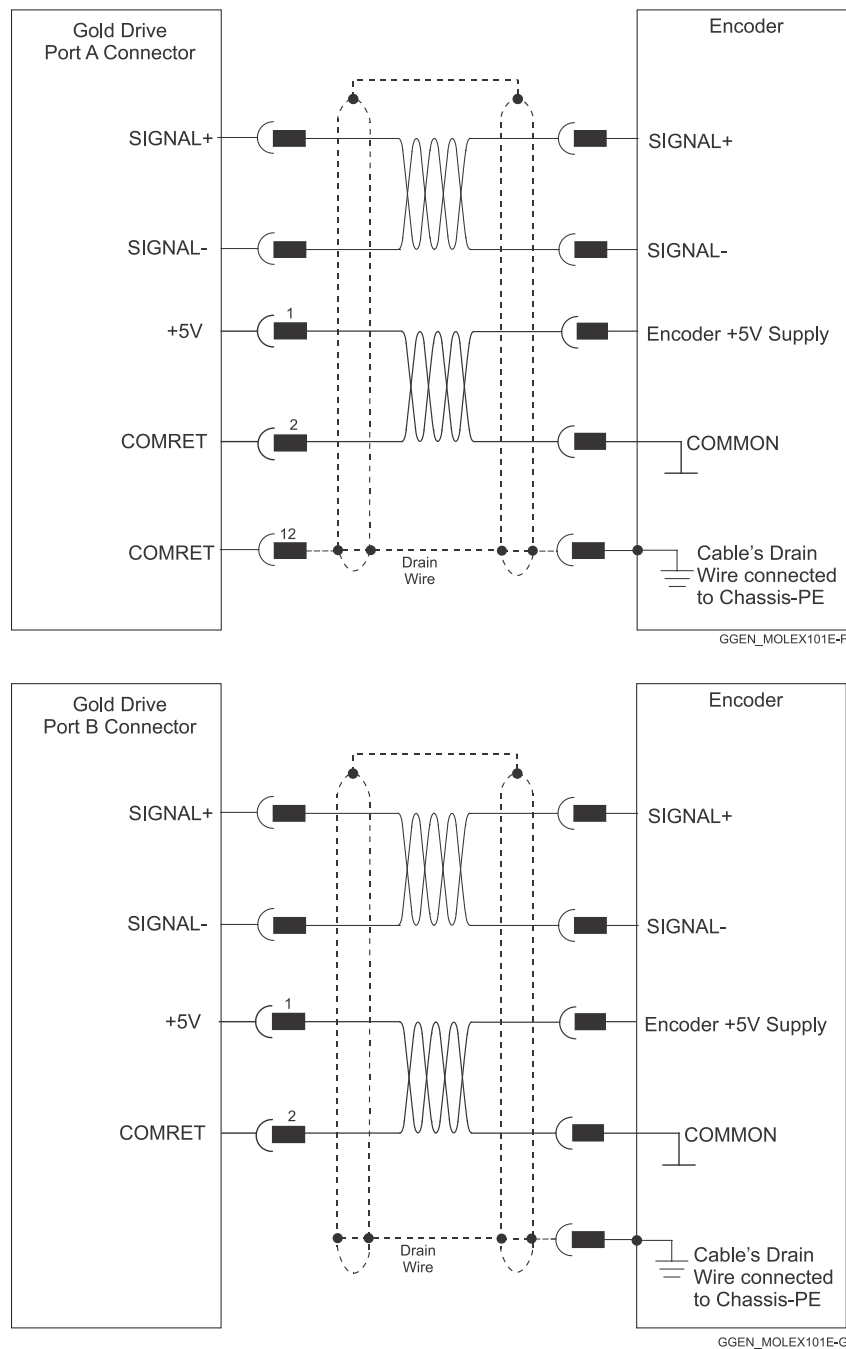 Gold Drive
Port A Connector
Encoder
SIGNAL+
SIGNAL+
SIGNAL-
SIGNAL-
+5V
1
Encoder +5V Supply
COMRET
2
COMMON
COMRET
12
Drain
Wire
Cable's Drain
Wire connected
to Chassis-PE
GGEN_MOLEX101E-F
Gold Drive
Port B Connector
Encoder
SIGNAL+
SIGNAL+
SIGNAL-
SIGNAL-
+5V
1
Encoder +5V Supply
COMRET
2
COMMON
Drain
Wire
Cable's Drain
Wire connected
to Chassis-PE
GGEN_MOLEX101E-G